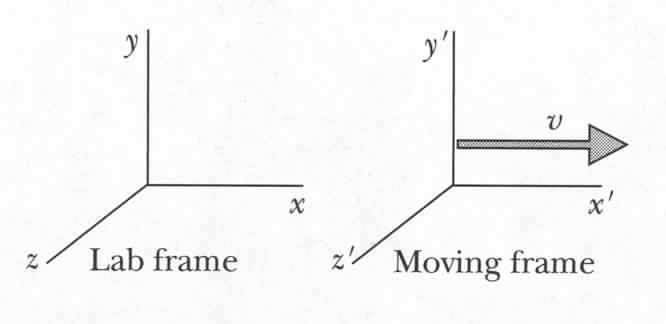 y
x
z
Lab frame
y′
v
x′
z′
Moving frame